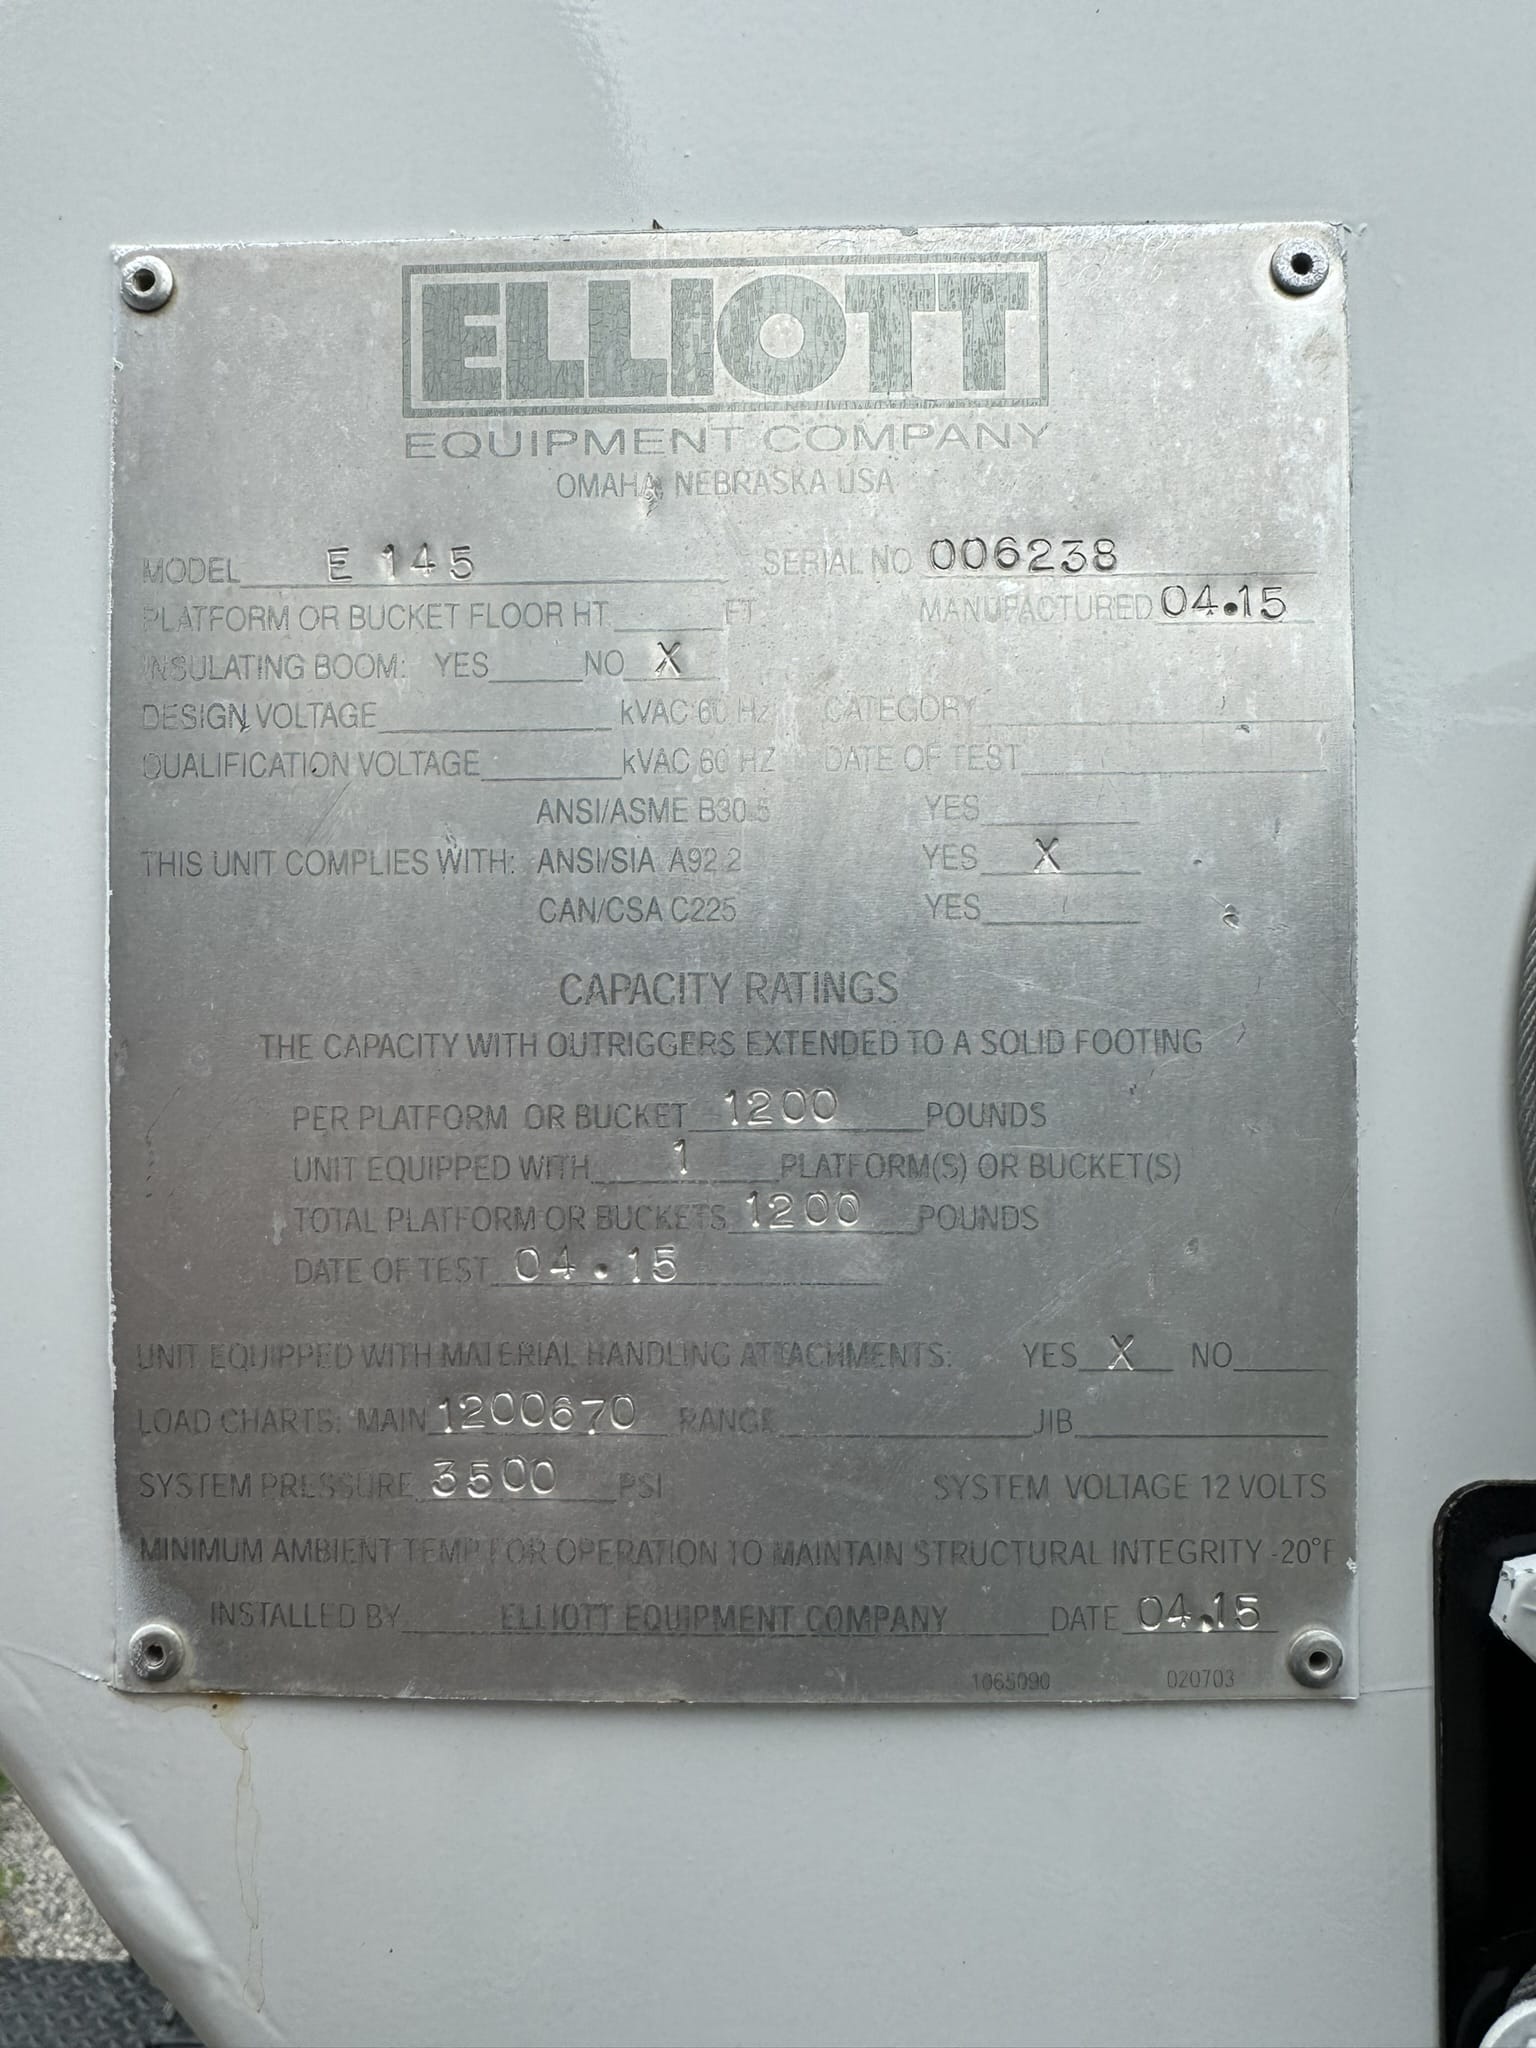 ELLIOTT
EQUIPMENT COMPANY
OMAHA, NEBRASKA USA
MODEL E 145 SERIAL NO 006238
PLATFORM OR BUCKET FLOOR HT. FT. MANUFACTURED 04.15
INSULATING BOOM: YES NO X
DESIGN VOLTAGE kVAC 60 Hz CATEGORY
QUALIFICATION VOLTAGE kVAC 60 HZ DATE OF TEST
ANSI/ASME B30.5 YES
THIS UNIT COMPLIES WITH: ANSI/SIA A92.2 YES X
CAN/CSA C225 YES
CAPACITY RATINGS
THE CAPACITY WITH OUTRIGGERS EXTENDED TO A SOLID FOOTING
PER PLATFORM OR BUCKET 1200 POUNDS
UNIT EQUIPPED WITH 1 PLATFORM(S) OR BUCKET(S)
TOTAL PLATFORM OR BUCKETS 1200 POUNDS
DATE OF TEST 04.15
UNIT EQUIPPED WITH MATERIAL HANDLING ATTACHMENTS: YES X NO
LOAD CHARTS: MAIN 1200670 RANGE JIB
SYSTEM PRESSURE 3500 PSI SYSTEM VOLTAGE 12 VOLTS
MINIMUM AMBIENT TEMP FOR OPERATION TO MAINTAIN STRUCTURAL INTEGRITY -20°F
INSTALLED BY ELLIOTT EQUIPMENT COMPANY DATE 04.15
1065090 020703